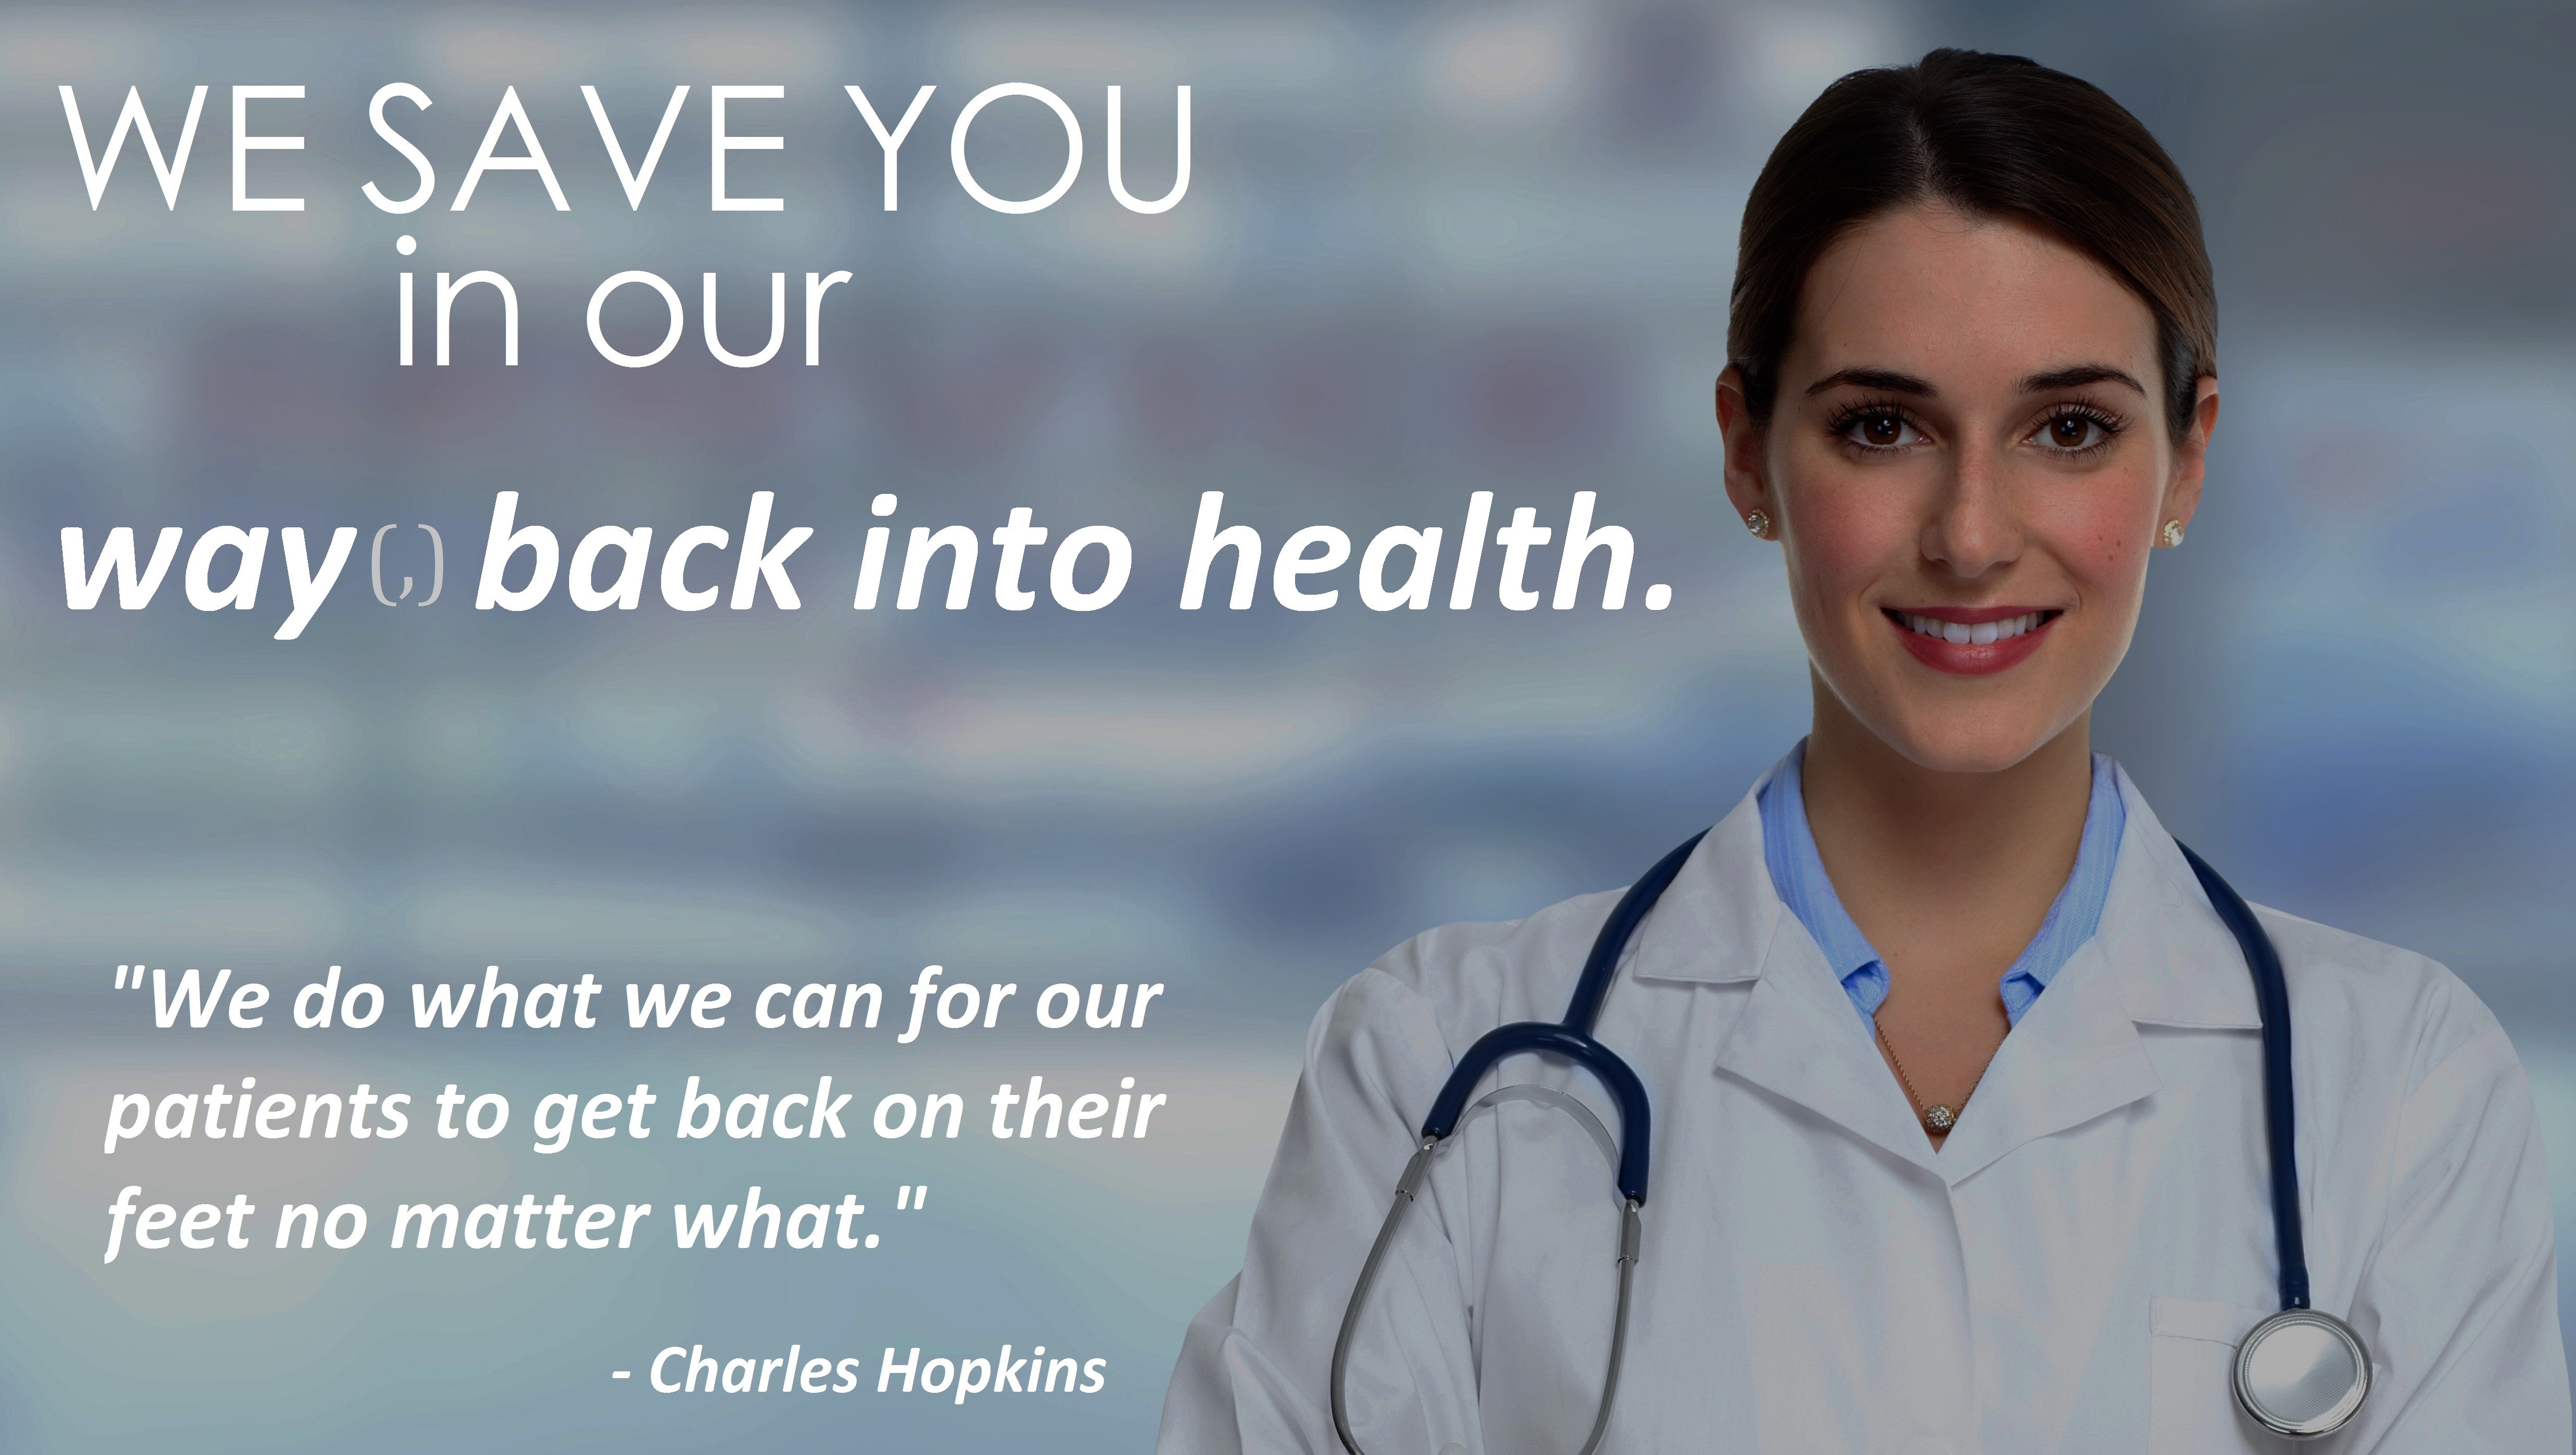 WE SAVE YOU
in our
way(,) back into health.
"We do what we can for our
patients to get back on their
feet no matter what."
- Charles Hopkins